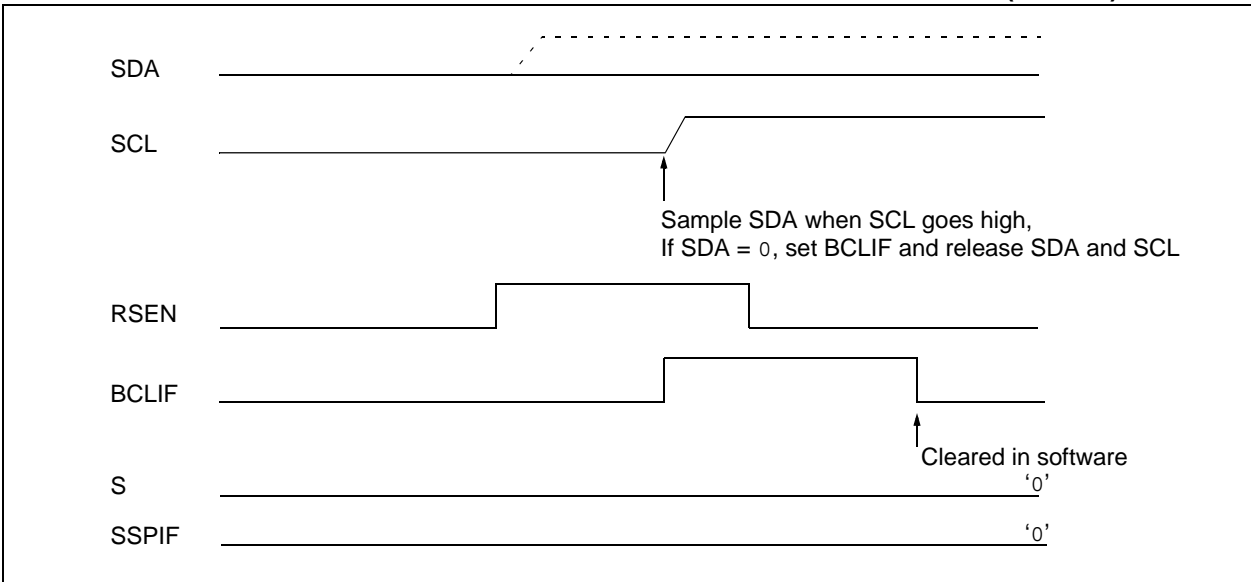 SDA
SCL
Sample SDA when SCL goes high,
If SDA = 0, set BCLIF and release SDA and SCL
RSEN
BCLIF
Cleared in software
S
‘0’
SSPIF
‘0’